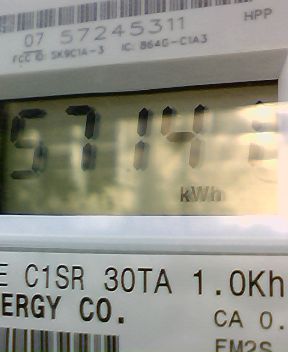 HPP
07 57245311
FCC ID: SK9C1A-3 IC: 864G-C1A3
5714
kWh
E C1SR 30TA 1.0Kh
ERGY CO.
CA 0.
FM2S